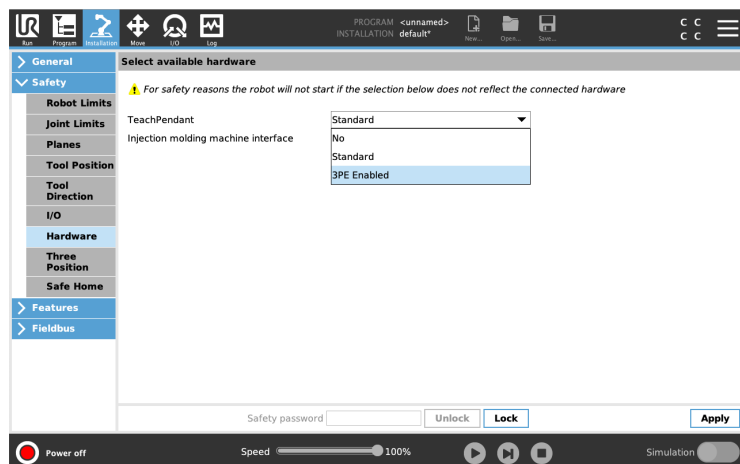 UR
PROGRAM <unnamed>
INSTALLATION default*
Run Program Installation Move I/O Log New... Open... Save...
C C
C C
General
Safety
Robot Limits
Joint Limits
Planes
Tool Position
Tool
Direction
I/O
Hardware
Three
Position
Safe Home
Features
Fieldbus
Select available hardware
For safety reasons the robot will not start if the selection below does not reflect the connected hardware
TeachPendant Standard
Injection molding machine interface No
Standard
3PE Enabled
Safety password Unlock Lock Apply
Power off Speed 100% Simulation